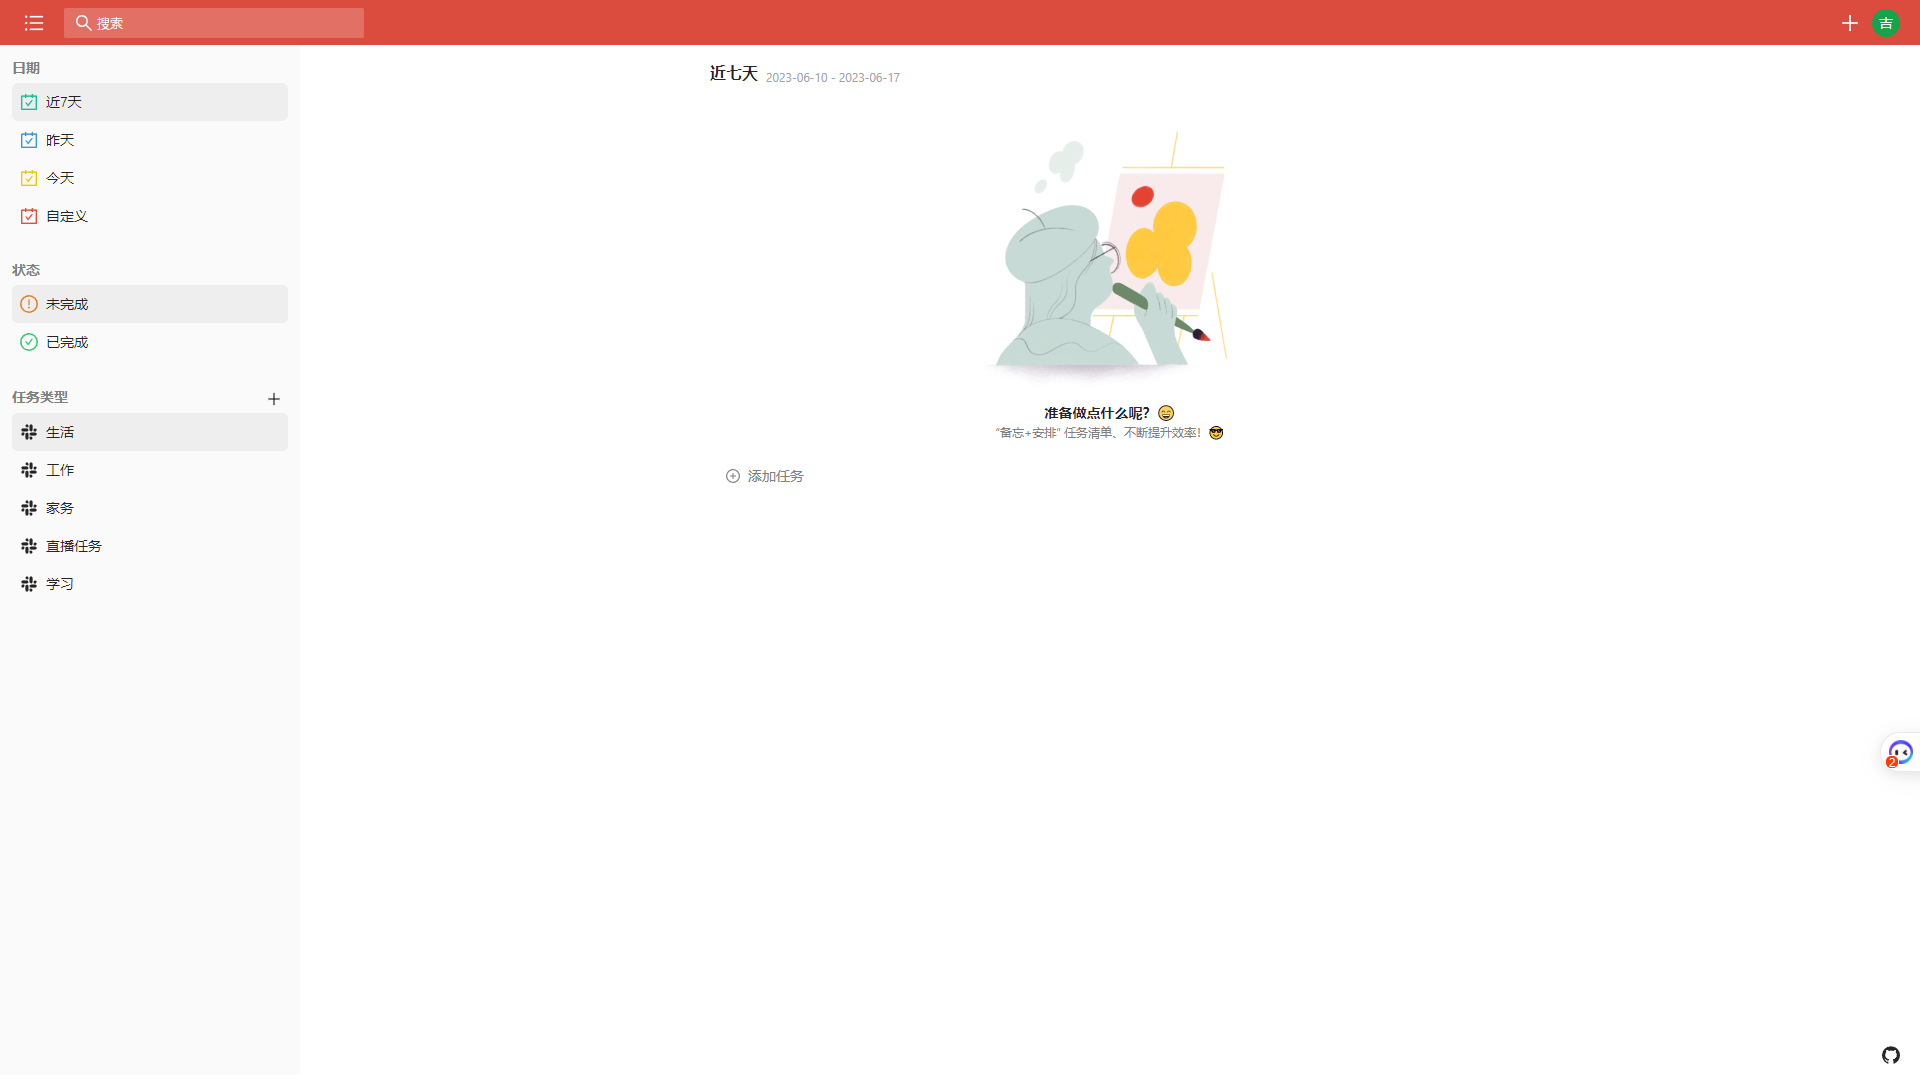 搜索
吉
日期
近7天
昨天
今天
自定义
状态
未完成
已完成
任务类型
生活
工作
家务
直播任务
学习
近七天 2023-06-10 - 2023-06-17
准备做点什么呢？😄
“备忘+安排” 任务清单、不断提升效率！😎
添加任务
2